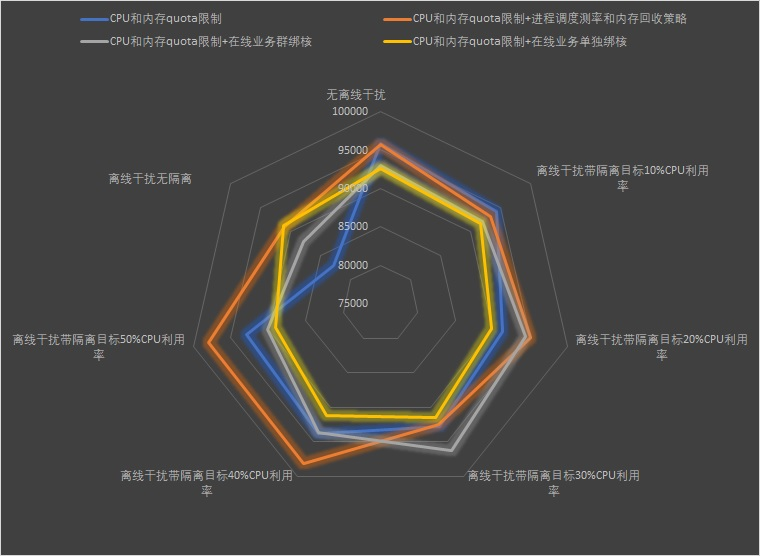 CPU和内存quota限制
CPU和内存quota限制+进程调度测率和内存回收策略
CPU和内存quota限制+在线业务群绑核
CPU和内存quota限制+在线业务单独绑核
无离线干扰
100000
95000
90000
85000
80000
75000
离线干扰带隔离目标10%CPU利用
率
离线干扰无隔离
离线干扰带隔离目标50%CPU利用
率
离线干扰带隔离目标20%CPU利用
率
离线干扰带隔离目标40%CPU利用
率
离线干扰带隔离目标30%CPU利用
率